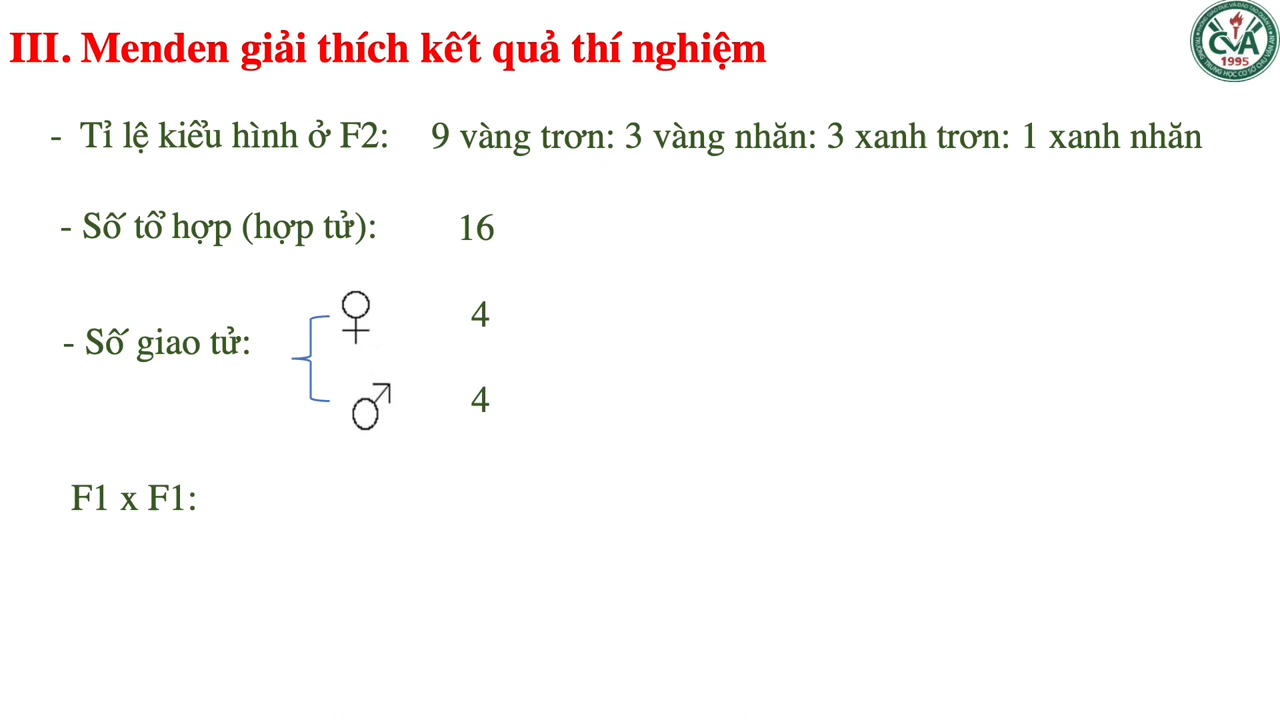 III. Menden giải thích kết quả thí nghiệm
CVA
1995
- Tỉ lệ kiểu hình ở F2: 9 vàng trơn: 3 vàng nhăn: 3 xanh trơn: 1 xanh nhăn
- Số tổ hợp (hợp tử): 16
- Số giao tử: ♀ 4
♂ 4
F1 x F1: